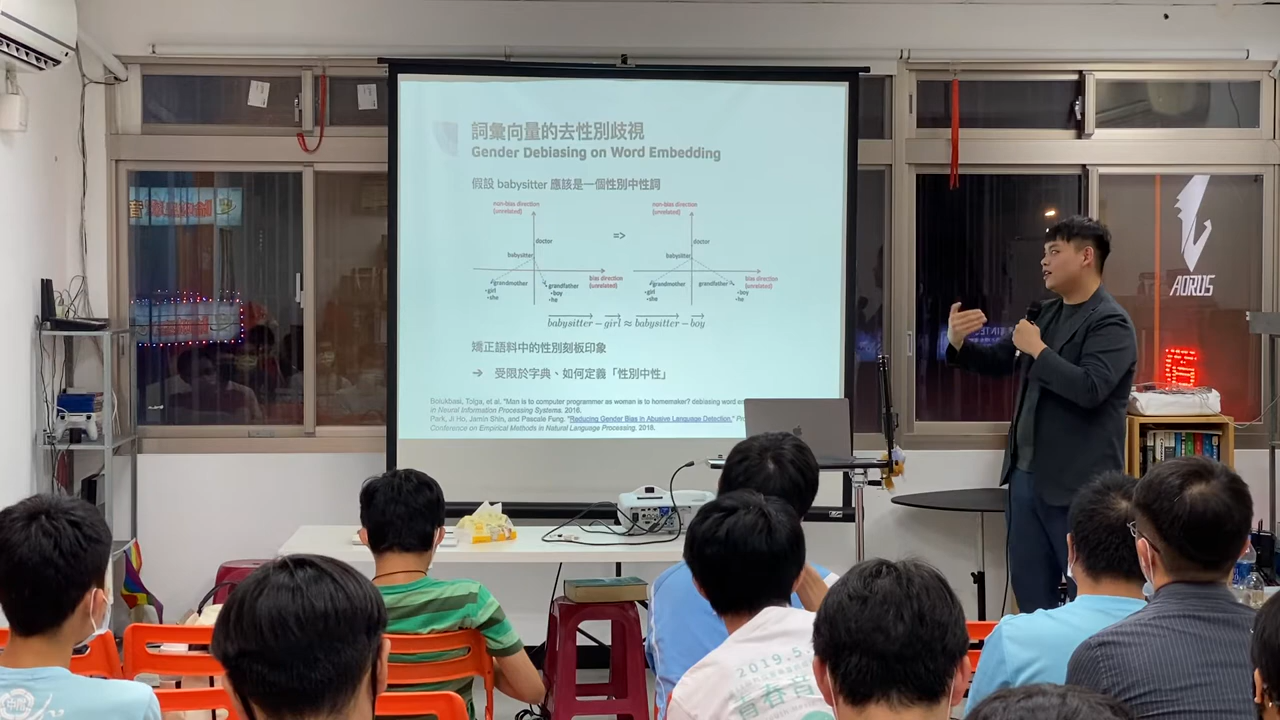 詞彙向量的去性別歧視
Gender Debiasing on Word Embedding
假設 babysitter 應該是一個性別中性詞
non-bias direction
(unrelated)
doctor
babysitter
bias direction
(unrelated)
grandmother
girl
she
grandfather
boy
he
=>
non-bias direction
(unrelated)
doctor
babysitter
bias direction
(unrelated)
grandmother
girl
she
grandfather
boy
he
babysitter − girl ≈ babysitter − boy
矯正語料中的性別刻板印象
→ 受限於字典、如何定義「性別中性」
Bolukbasi, Tolga, et al. "Man is to computer programmer as woman is to homemaker? debiasing word
in Neural Information Processing Systems. 2016.
Park, Ji Ho, Jamin Shin, and Pascale Fung. "Reducing Gender Bias in Abusive Language Detection."
Conference on Empirical Methods in Natural Language Processing. 2018.
AORUS
2019.5.
青春音